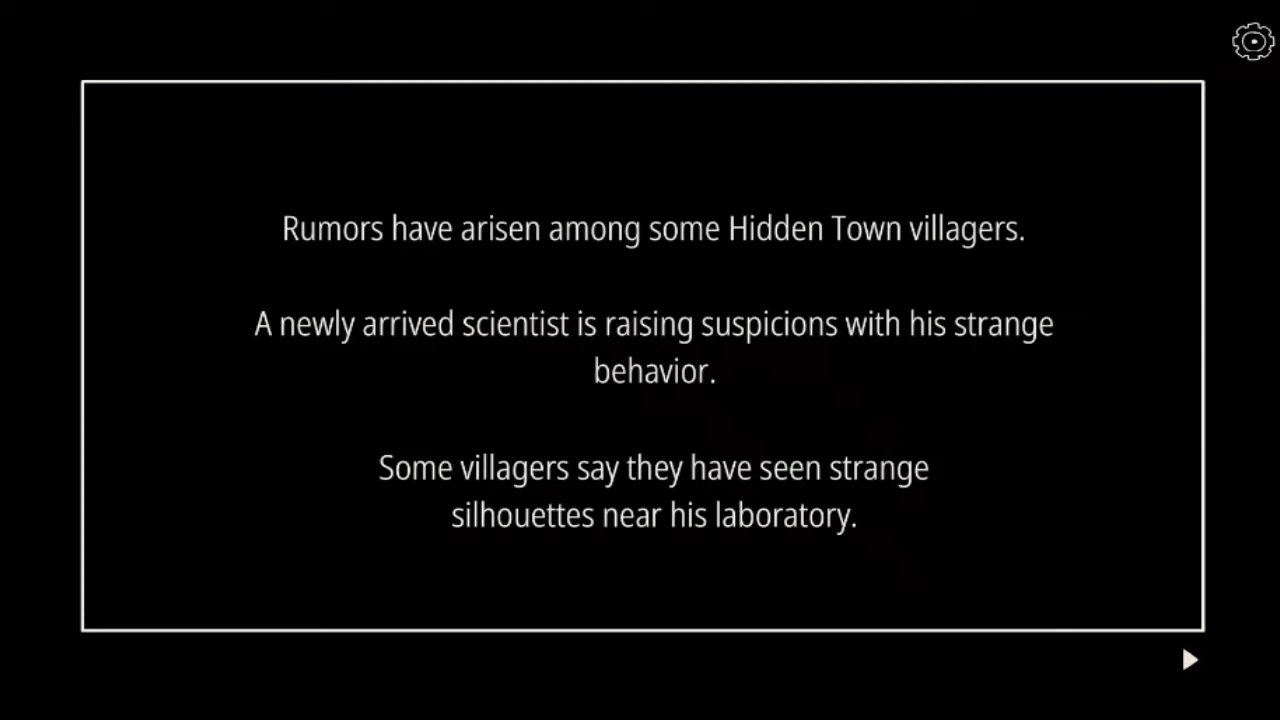 Rumors have arisen among some Hidden Town villagers.
A newly arrived scientist is raising suspicions with his strange
behavior.
Some villagers say they have seen strange
silhouettes near his laboratory.